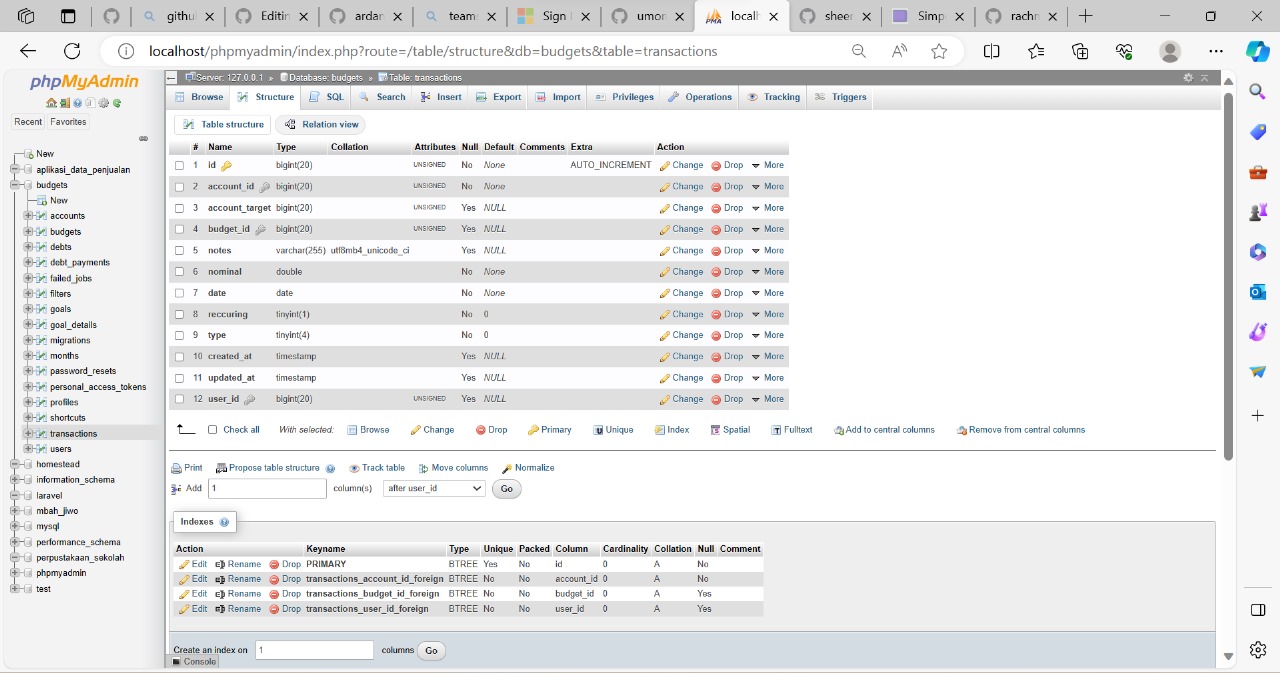 githu
Editin
ardan
team
Sign
umon
localh
sheer
Simp
rachm
localhost/phpmyadmin/index.php?route=/table/structure&db=budgets&table=transactions
phpMyAdmin
Recent Favorites
New
aplikasi_data_penjualan
budgets
New
accounts
budgets
debts
debt_payments
failed_jobs
filters
goals
goal_details
migrations
months
password_resets
personal_access_tokens
profiles
shortcuts
transactions
users
homestead
information_schema
laravel
mbah_jiwo
mysql
performance_schema
perpustakaan_sekolah
phpmyadmin
test
Server: 127.0.0.1 » Database: budgets » Table: transactions
Browse Structure SQL Search Insert Export Import Privileges Operations Tracking Triggers
Table structure Relation view
# Name Type Collation Attributes Null Default Comments Extra Action
1 id bigint(20) UNSIGNED No None AUTO_INCREMENT Change Drop More
2 account_id bigint(20) UNSIGNED No None Change Drop More
3 account_target bigint(20) UNSIGNED Yes NULL Change Drop More
4 budget_id bigint(20) UNSIGNED Yes NULL Change Drop More
5 notes varchar(255) utf8mb4_unicode_ci Yes NULL Change Drop More
6 nominal double No None Change Drop More
7 date date No None Change Drop More
8 reccuring tinyint(1) No 0 Change Drop More
9 type tinyint(4) No 0 Change Drop More
10 created_at timestamp Yes NULL Change Drop More
11 updated_at timestamp Yes NULL Change Drop More
12 user_id bigint(20) UNSIGNED Yes NULL Change Drop More
Check all With selected: Browse Change Drop Primary Unique Index Spatial Fulltext Add to central columns Remove from central columns
Print Propose table structure Track table Move columns Normalize
Add 1 column(s) after user_id Go
Indexes
Action Keyname Type Unique Packed Column Cardinality Collation Null Comment
Edit Rename Drop PRIMARY BTREE Yes No id 0 A No
Edit Rename Drop transactions_account_id_foreign BTREE No No account_id 0 A No
Edit Rename Drop transactions_budget_id_foreign BTREE No No budget_id 0 A Yes
Edit Rename Drop transactions_user_id_foreign BTREE No No user_id 0 A Yes
Create an index on 1 columns Go
Console